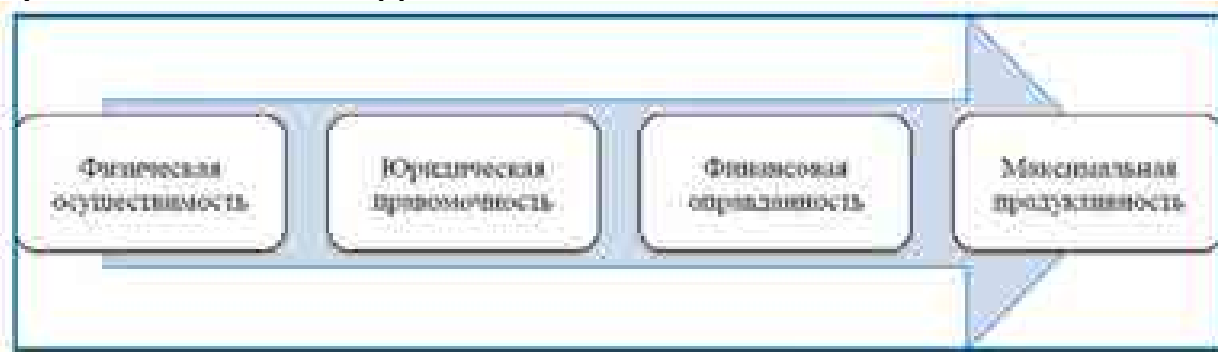 Физическая
осуществимость
Юридическая
правомочность
Финансовая
оправданность
Максимальная
продуктивность